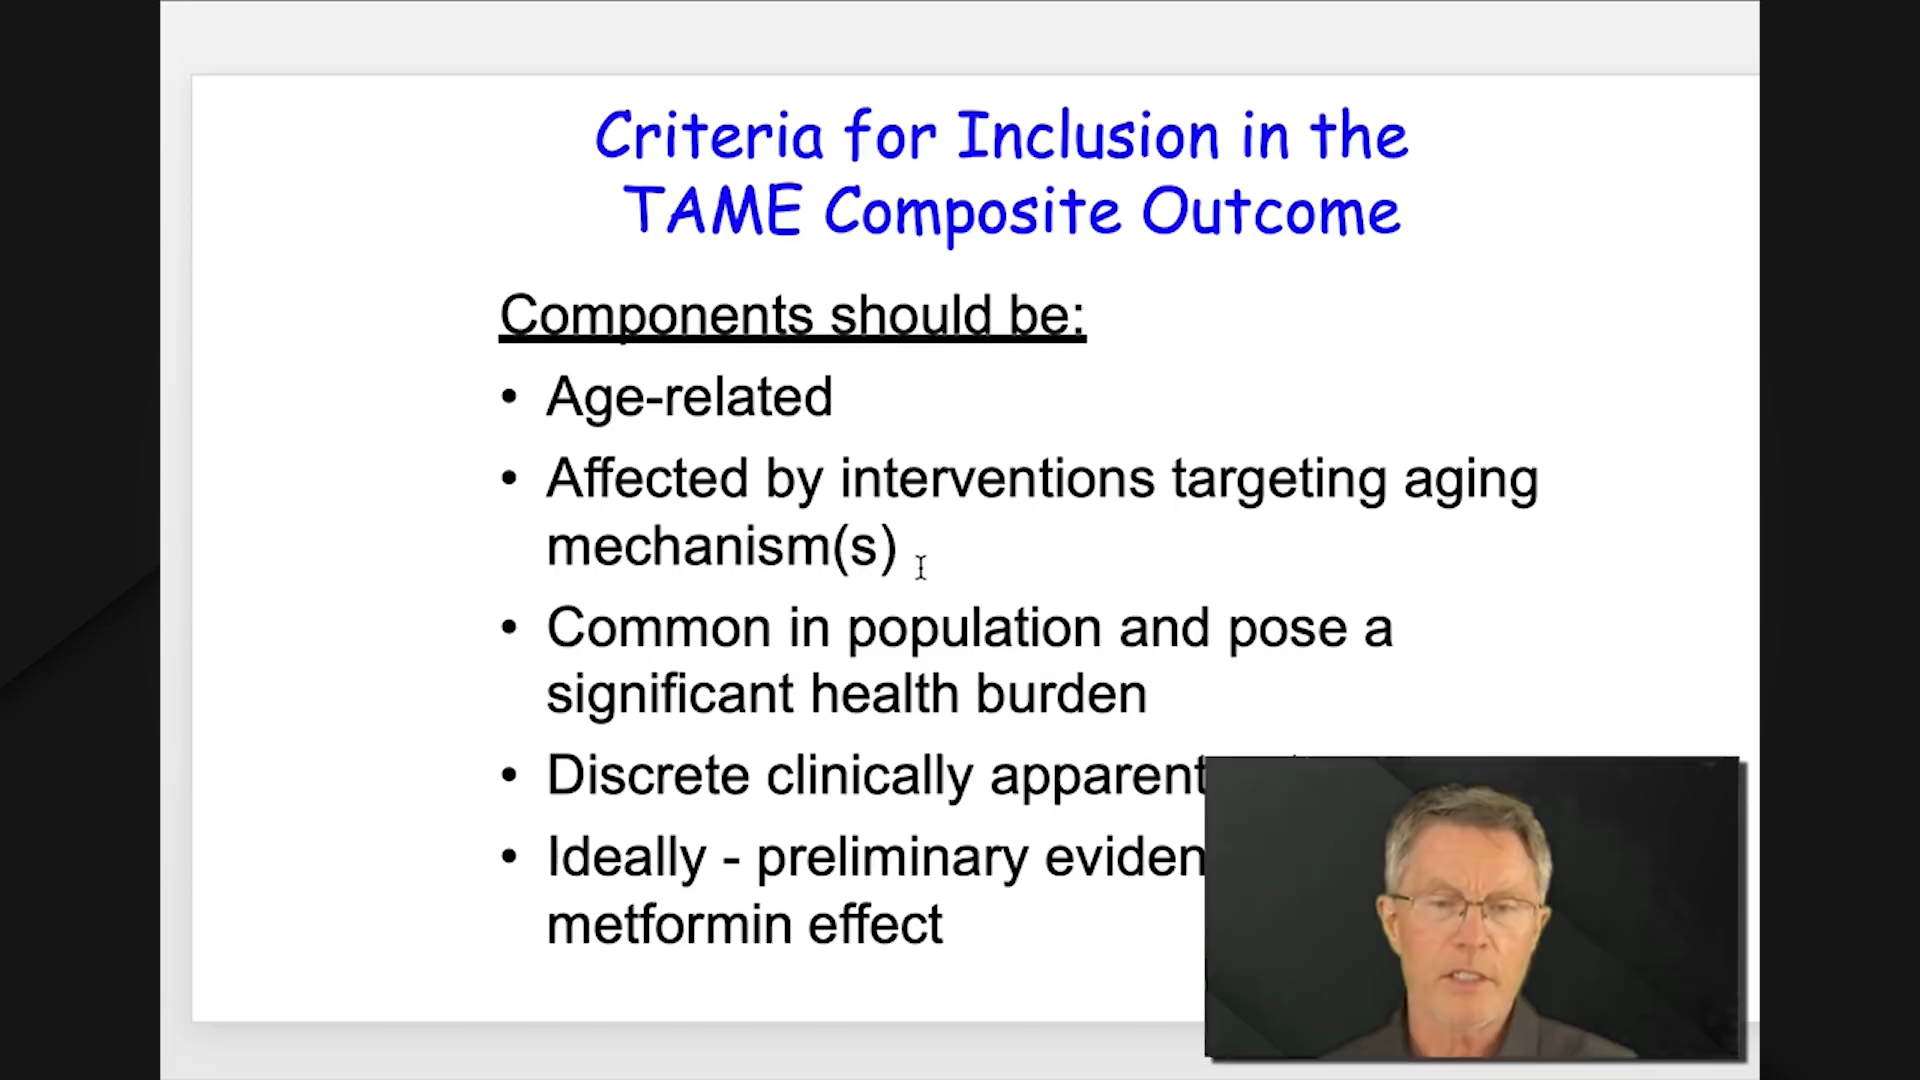 Criteria for Inclusion in the
TAME Composite Outcome
Components should be:
• Age-related
• Affected by interventions targeting aging
mechanism(s)
• Common in population and pose a
significant health burden
• Discrete clinically apparent
• Ideally - preliminary
metformin effect